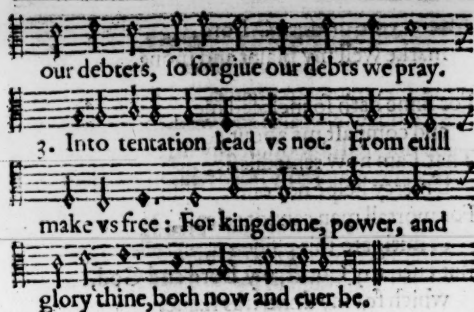 our debters, ſo forgiue our debts we pray.
3. Into tentation lead vs not. From euill
make vs free: For kingdome, power, and
glory thine, both now and euer be.